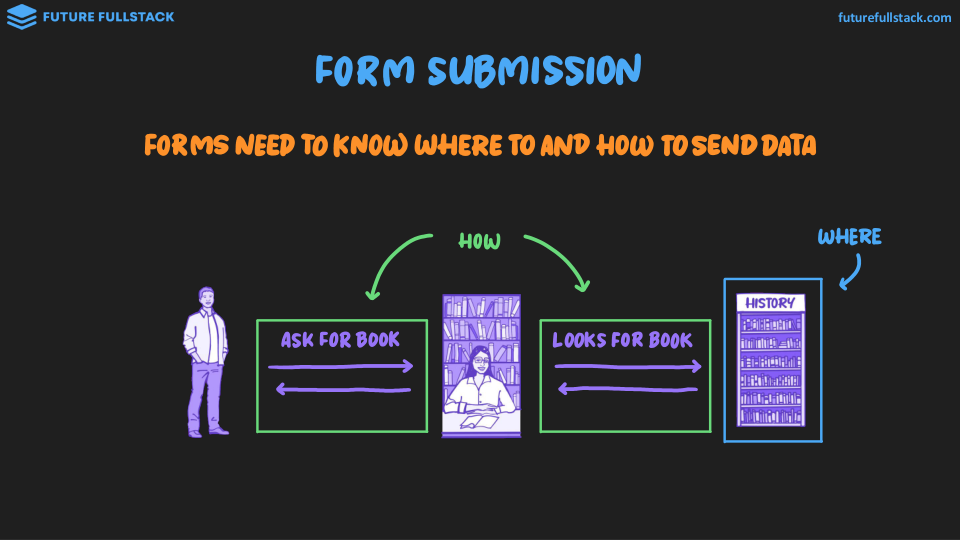 FUTURE FULLSTACK
futurefullstack.com
FORM SUBMISSION
FORMS NEED TO KNOW WHERE TO AND HOW TO SEND DATA
HOW
WHERE
ASK FOR BOOK
LOOKS FOR BOOK
HISTORY